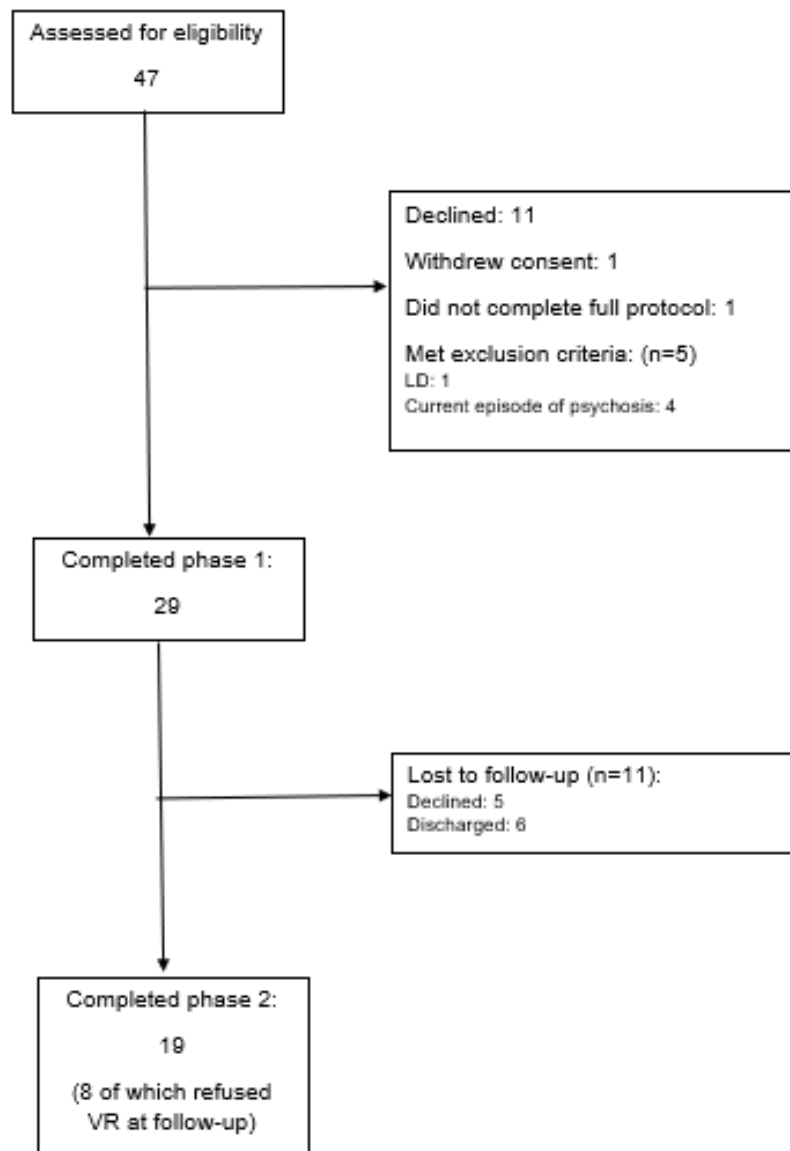 Assessed for eligibility
47
Declined: 11
Withdrew consent: 1
Did not complete full protocol: 1
Met exclusion criteria: (n=5)
LD: 1
Current episode of psychosis: 4
Completed phase 1:
29
Lost to follow-up (n=11):
Declined: 5
Discharged: 6
Completed phase 2:
19
(8 of which refused
VR at follow-up)